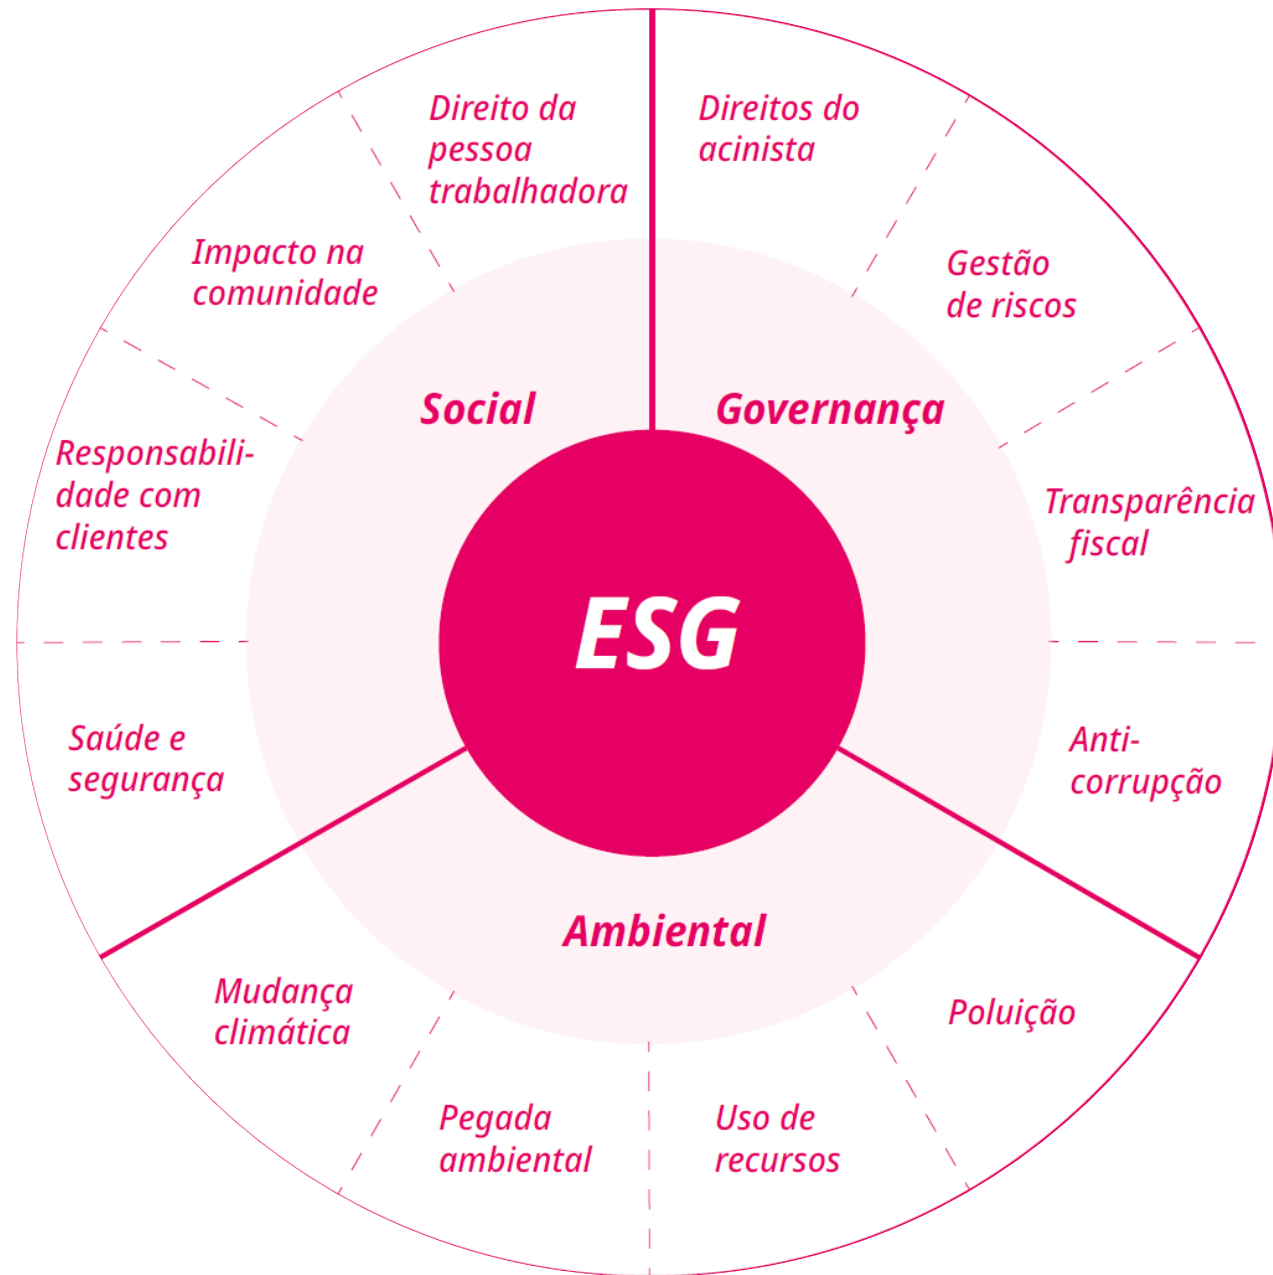 Direito da
pessoa
trabalhadora
Direitos do
acinista
Impacto na
comunidade
Gestão
de riscos
Social
Governança
Responsabili-
dade com
clientes
Transparência
fiscal
ESG
Saúde e
segurança
Anti-
corrupção
Ambiental
Mudança
climática
Poluição
Pegada
ambiental
Uso de
recursos